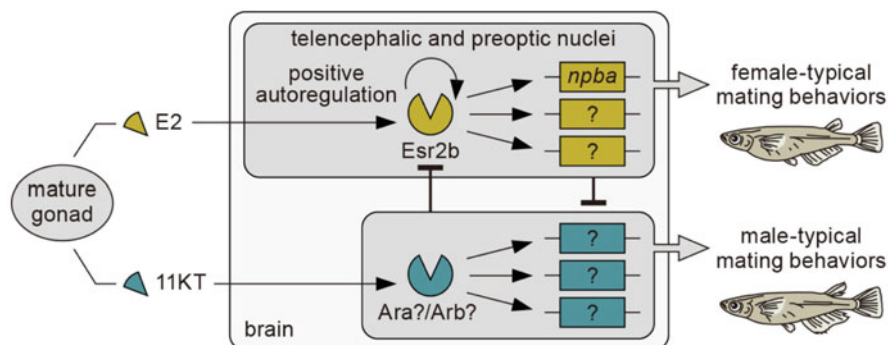 telencephalic and preoptic nuclei
positive
autoregulation
npba
?
?
Esr2b
E2
mature
gonad
11KT
Ara?/Arb?
?
?
?
brain
female-typical
mating behaviors
male-typical
mating behaviors